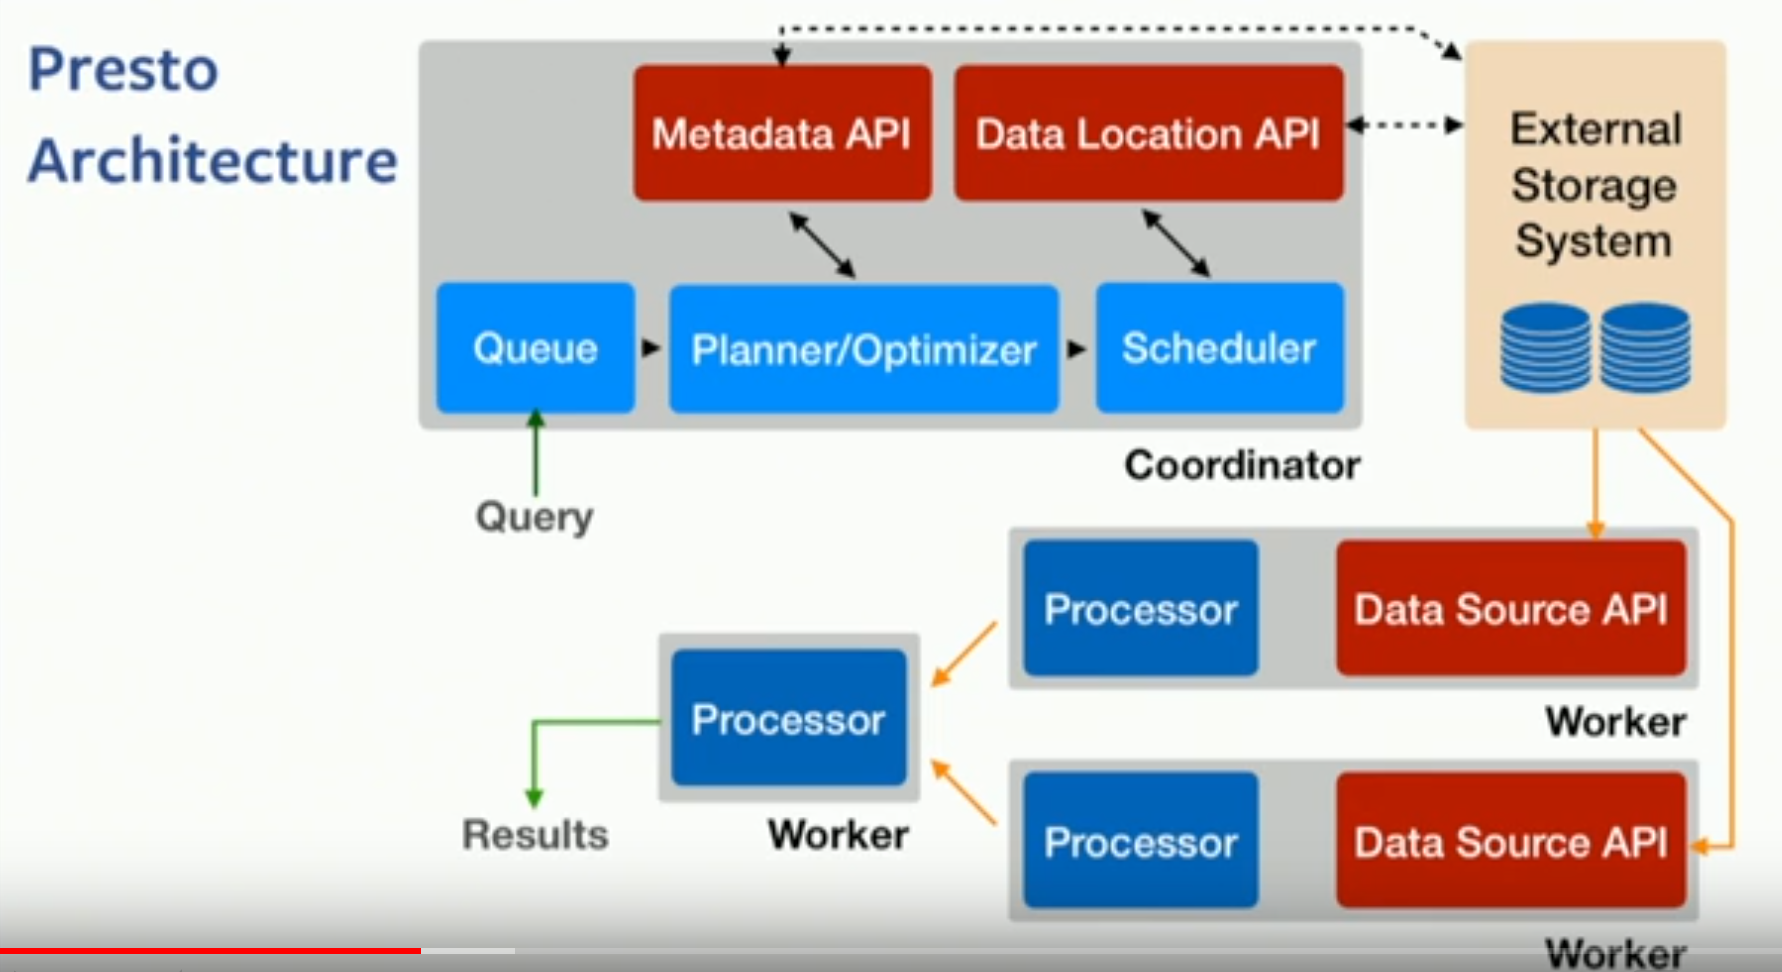 Presto
Architecture
Metadata API
Data Location API
External
Storage
System
Queue
Planner/Optimizer
Scheduler
Coordinator
Query
Processor
Data Source API
Worker
Processor
Results
Worker
Processor
Data Source API
Worker